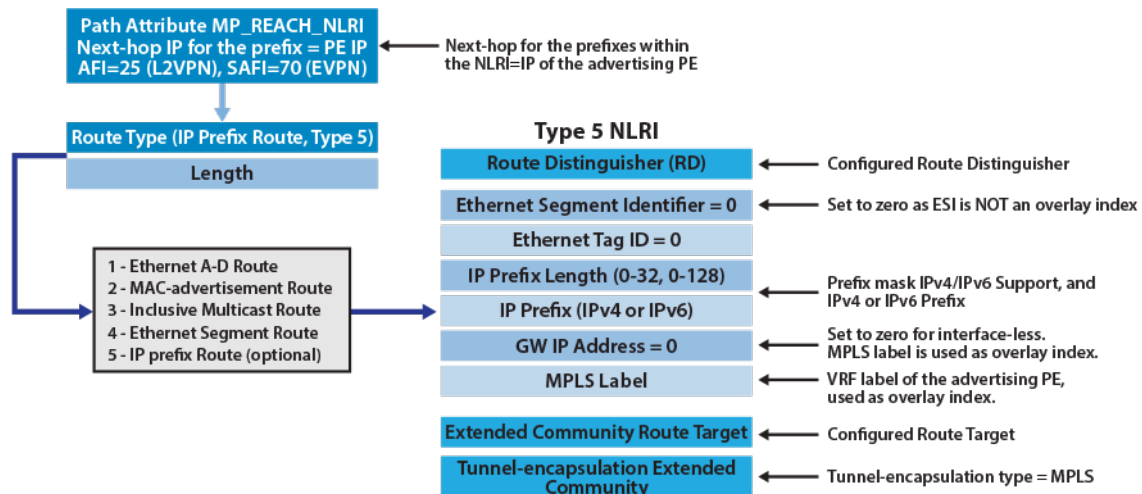 Path Attribute MP_REACH_NLRI
Next-hop IP for the prefix = PE IP
AFI=25 (L2VPN), SAFI=70 (EVPN)
Next-hop for the prefixes within
the NLRI=IP of the advertising PE
Route Type (IP Prefix Route, Type 5)
Length
1 - Ethernet A-D Route
2 - MAC-advertisement Route
3 - Inclusive Multicast Route
4 - Ethernet Segment Route
5 - IP prefix Route (optional)
Type 5 NLRI
Route Distinguisher (RD)
Configured Route Distinguisher
Ethernet Segment Identifier = 0
Set to zero as ESI is NOT an overlay index
Ethernet Tag ID = 0
IP Prefix Length (0-32, 0-128)
IP Prefix (IPv4 or IPv6)
Prefix mask IPv4/IPv6 Support, and
IPv4 or IPv6 Prefix
GW IP Address = 0
Set to zero for interface-less.
MPLS label is used as overlay index.
MPLS Label
VRF label of the advertising PE,
used as overlay index.
Extended Community Route Target
Configured Route Target
Tunnel-encapsulation Extended
Community
Tunnel-encapsulation type = MPLS